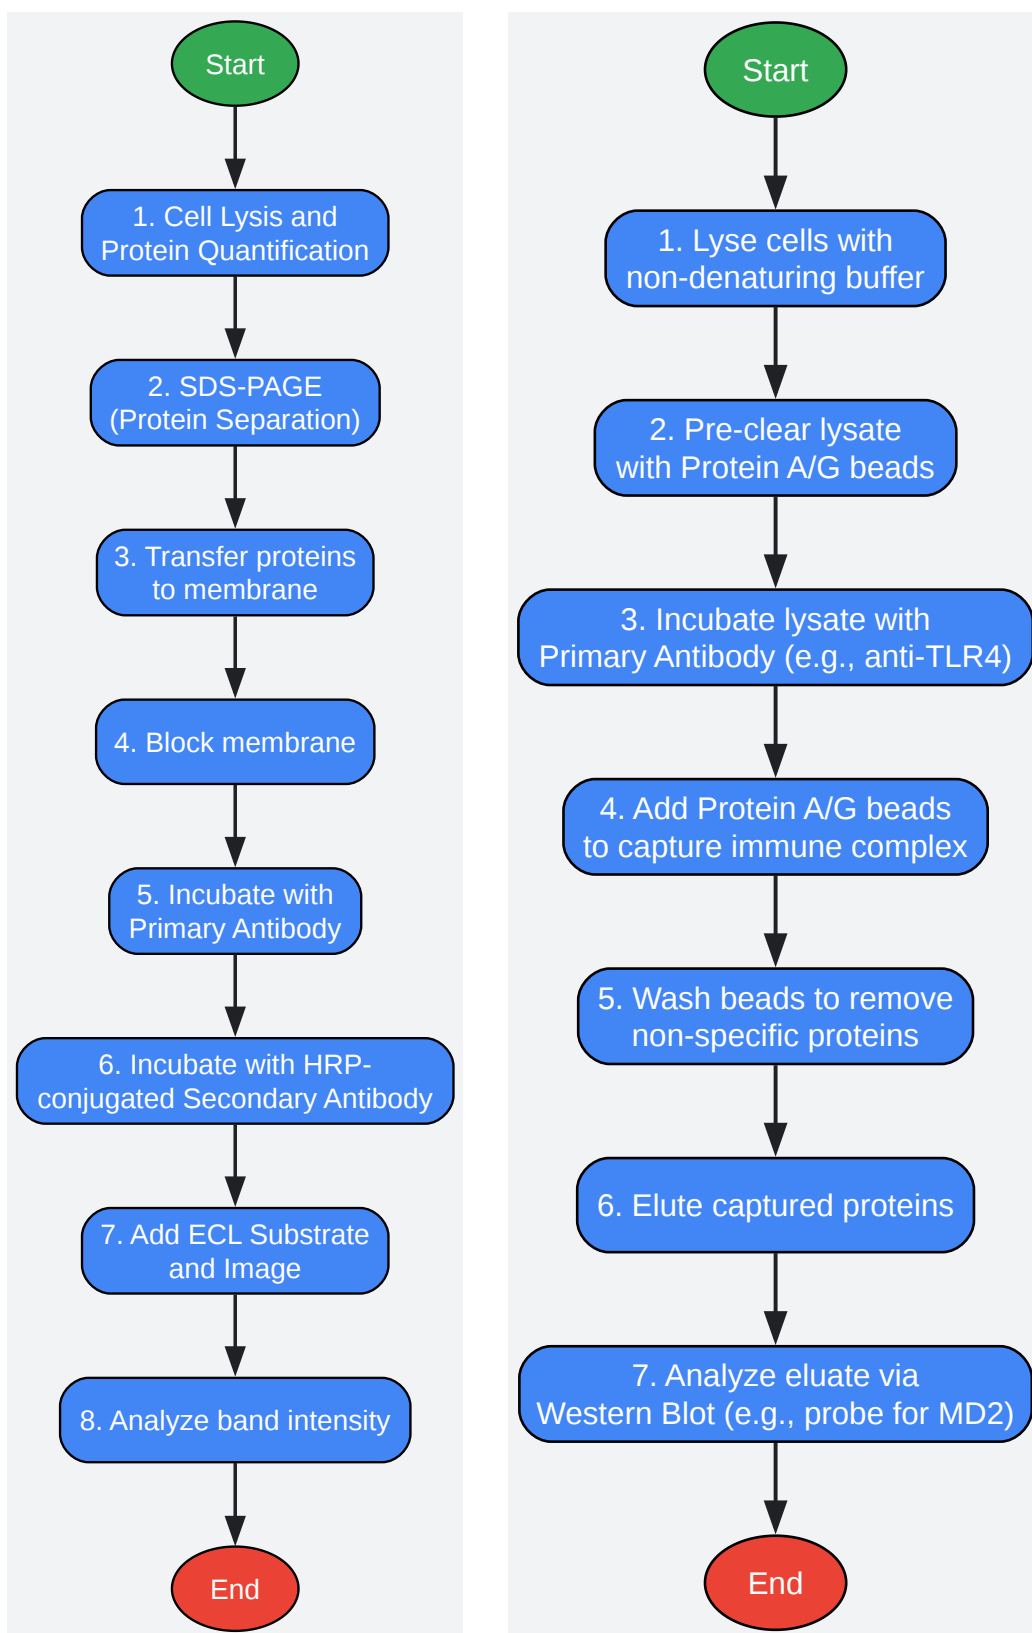 Start
1. Cell Lysis and
Protein Quantification
2. SDS-PAGE
(Protein Separation)
3. Transfer proteins
to membrane
4. Block membrane
5. Incubate with
Primary Antibody
6. Incubate with HRP-
conjugated Secondary Antibody
7. Add ECL Substrate
and Image
8. Analyze band intensity
End
Start
1. Lyse cells with
non-denaturing buffer
2. Pre-clear lysate
with Protein A/G beads
3. Incubate lysate with
Primary Antibody (e.g., anti-TLR4)
4. Add Protein A/G beads
to capture immune complex
5. Wash beads to remove
non-specific proteins
6. Elute captured proteins
7. Analyze eluate via
Western Blot (e.g., probe for MD2)
End